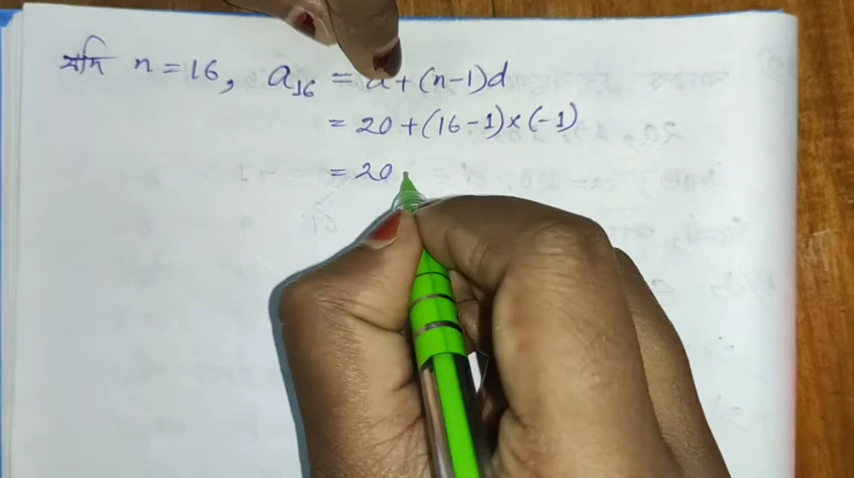 যদি n = 16, a₁₆ = a + (n-1)d
= 20 + (16-1) × (-1)
= 20